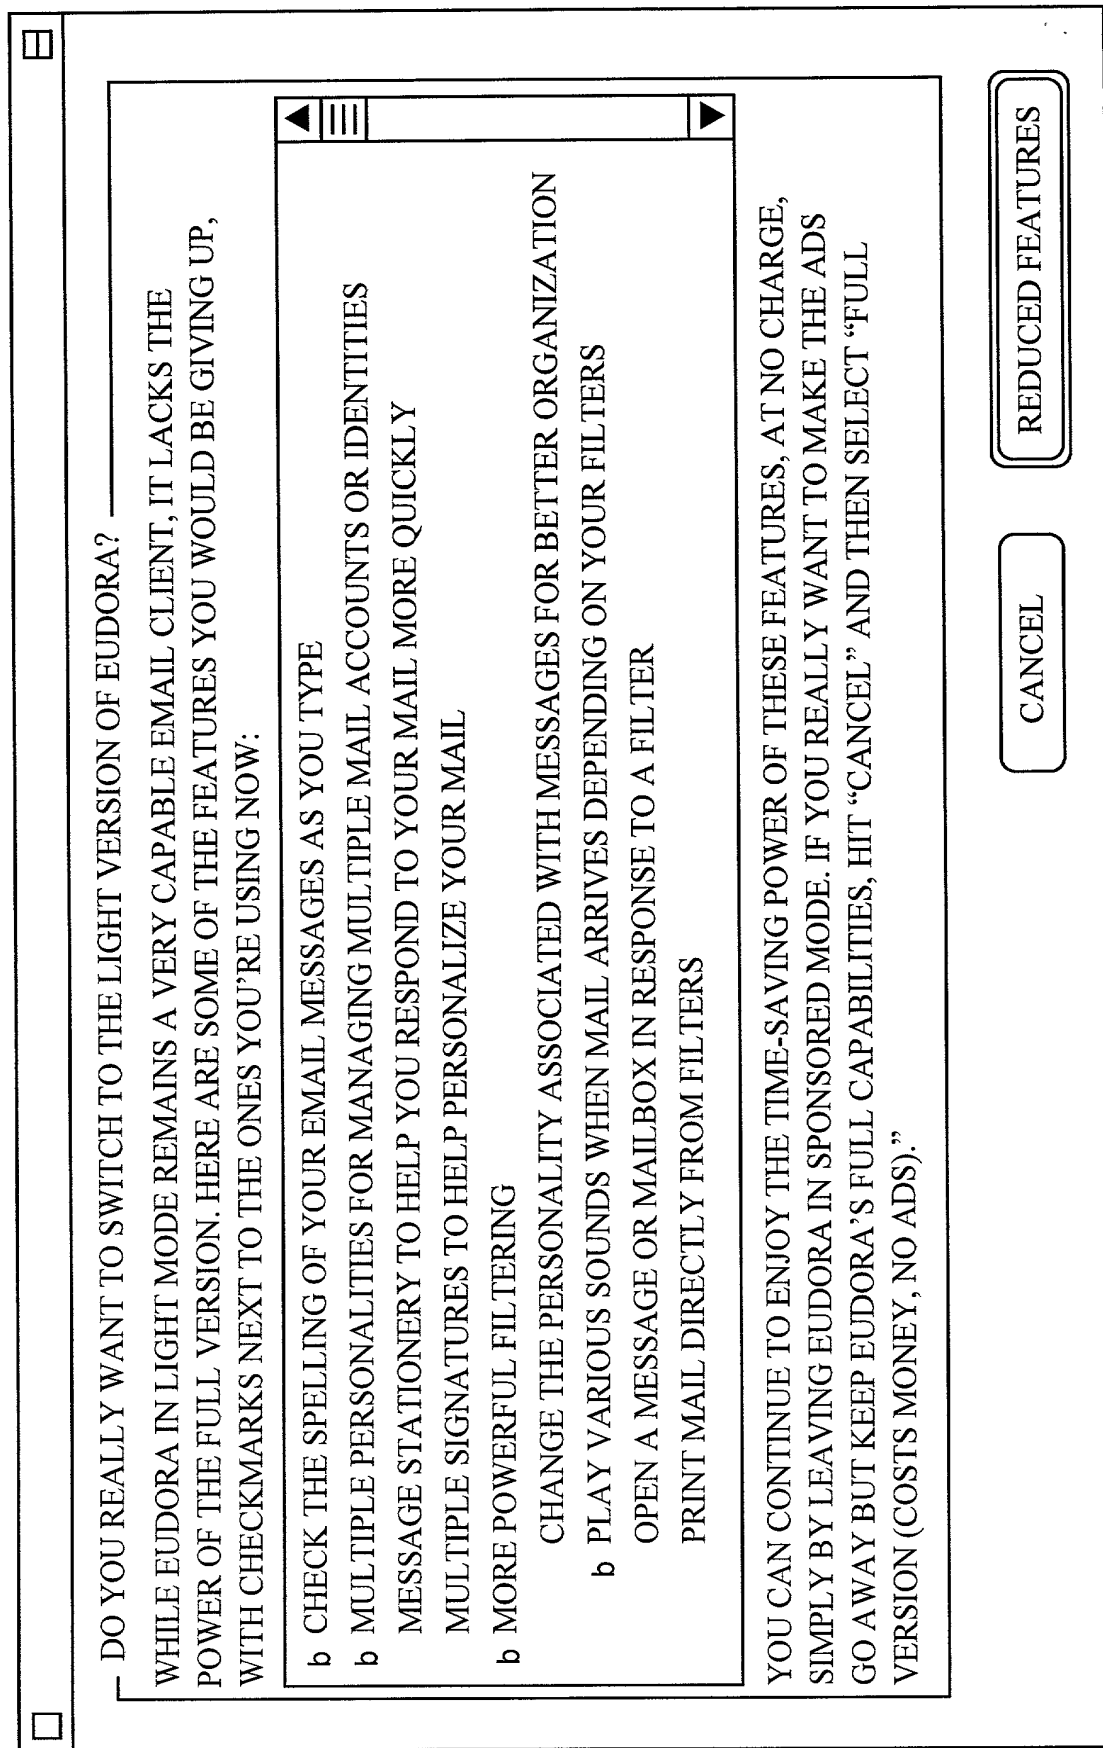 DO YOU REALLY WANT TO SWITCH TO THE LIGHT VERSION OF EUDORA?
WHILE EUDORA IN LIGHT MODE REMAINS A VERY CAPABLE EMAIL CLIENT, IT LACKS THE
POWER OF THE FULL VERSION. HERE ARE SOME OF THE FEATURES YOU WOULD BE GIVING UP,
WITH CHECKMARKS NEXT TO THE ONES YOU'RE USING NOW:
b CHECK THE SPELLING OF YOUR EMAIL MESSAGES AS YOU TYPE
b MULTIPLE PERSONALITIES FOR MANAGING MULTIPLE MAIL ACCOUNTS OR IDENTITIES
MESSAGE STATIONERY TO HELP YOU RESPOND TO YOUR MAIL MORE QUICKLY
MULTIPLE SIGNATURES TO HELP PERSONALIZE YOUR MAIL
b MORE POWERFUL FILTERING
CHANGE THE PERSONALITY ASSOCIATED WITH MESSAGES FOR BETTER ORGANIZATION
b PLAY VARIOUS SOUNDS WHEN MAIL ARRIVES DEPENDING ON YOUR FILTERS
OPEN A MESSAGE OR MAILBOX IN RESPONSE TO A FILTER
PRINT MAIL DIRECTLY FROM FILTERS
YOU CAN CONTINUE TO ENJOY THE TIME-SAVING POWER OF THESE FEATURES, AT NO CHARGE,
SIMPLY BY LEAVING EUDORA IN SPONSORED MODE. IF YOU REALLY WANT TO MAKE THE ADS
GO AWAY BUT KEEP EUDORA'S FULL CAPABILITIES, HIT “CANCEL” AND THEN SELECT “FULL
VERSION (COSTS MONEY, NO ADS).”
CANCEL
REDUCED FEATURES